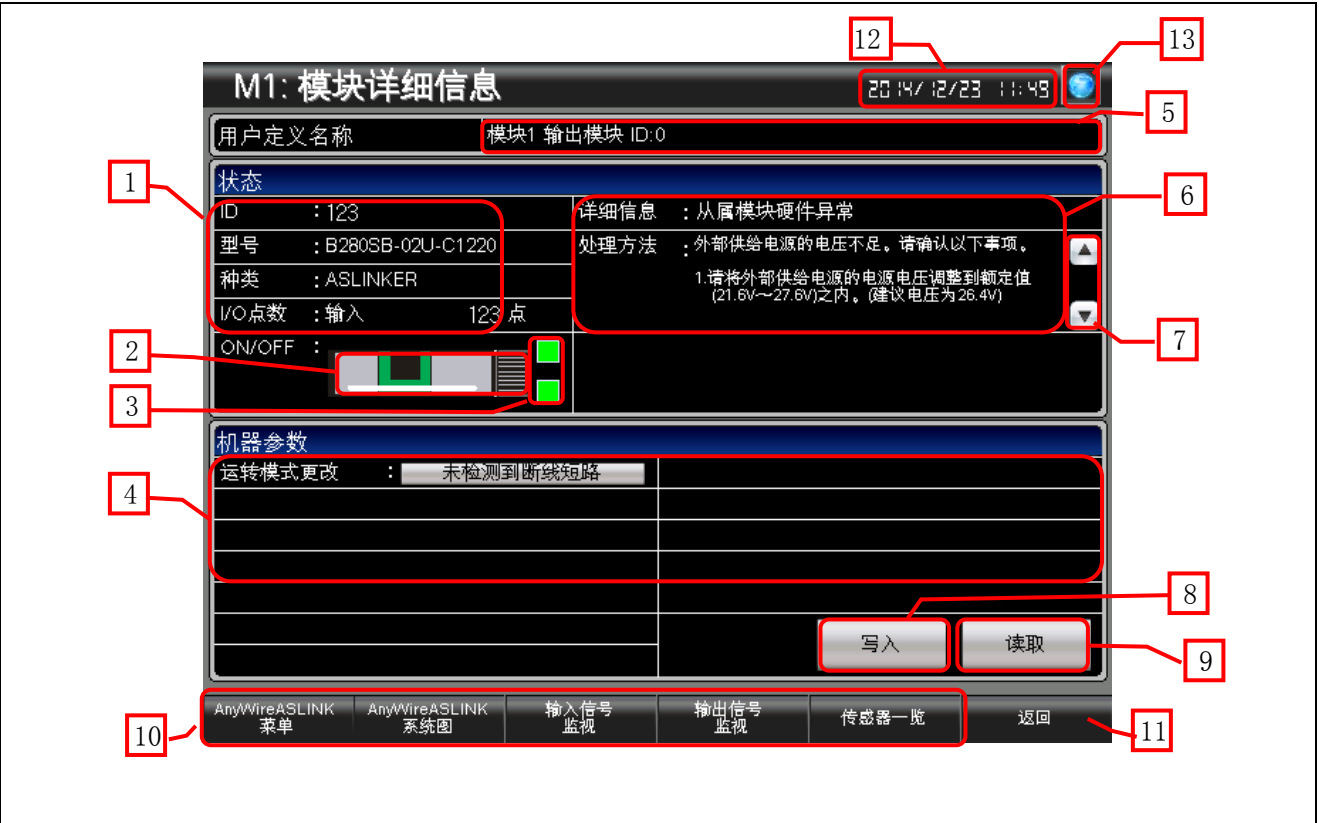 12
13
M1: 模块详细信息
2014/12/23 11:49
5
用户定义名称
模块1 输出模块 ID:0
1
状态
6
ID :123
详细信息 :从属模块硬件异常
型号 :B280SB-02U-C1220
处理方法 :外部供给电源的电压不足。请确认以下事项。
种类 :ASLINKER
1.请将外部供给电源的电源电压调整到额定值
(21.6V～27.6V)之内。(建议电压为26.4V)
I/O点数 :输入 123 点
7
2
ON/OFF :
3
机器参数
4
运转模式更改 : 未检测到断线短路
8
写入
读取
9
10
AnyWireASLINK
菜单
AnyWireASLINK
系统图
输入信号
监视
输出信号
监视
传感器一览
返回
11